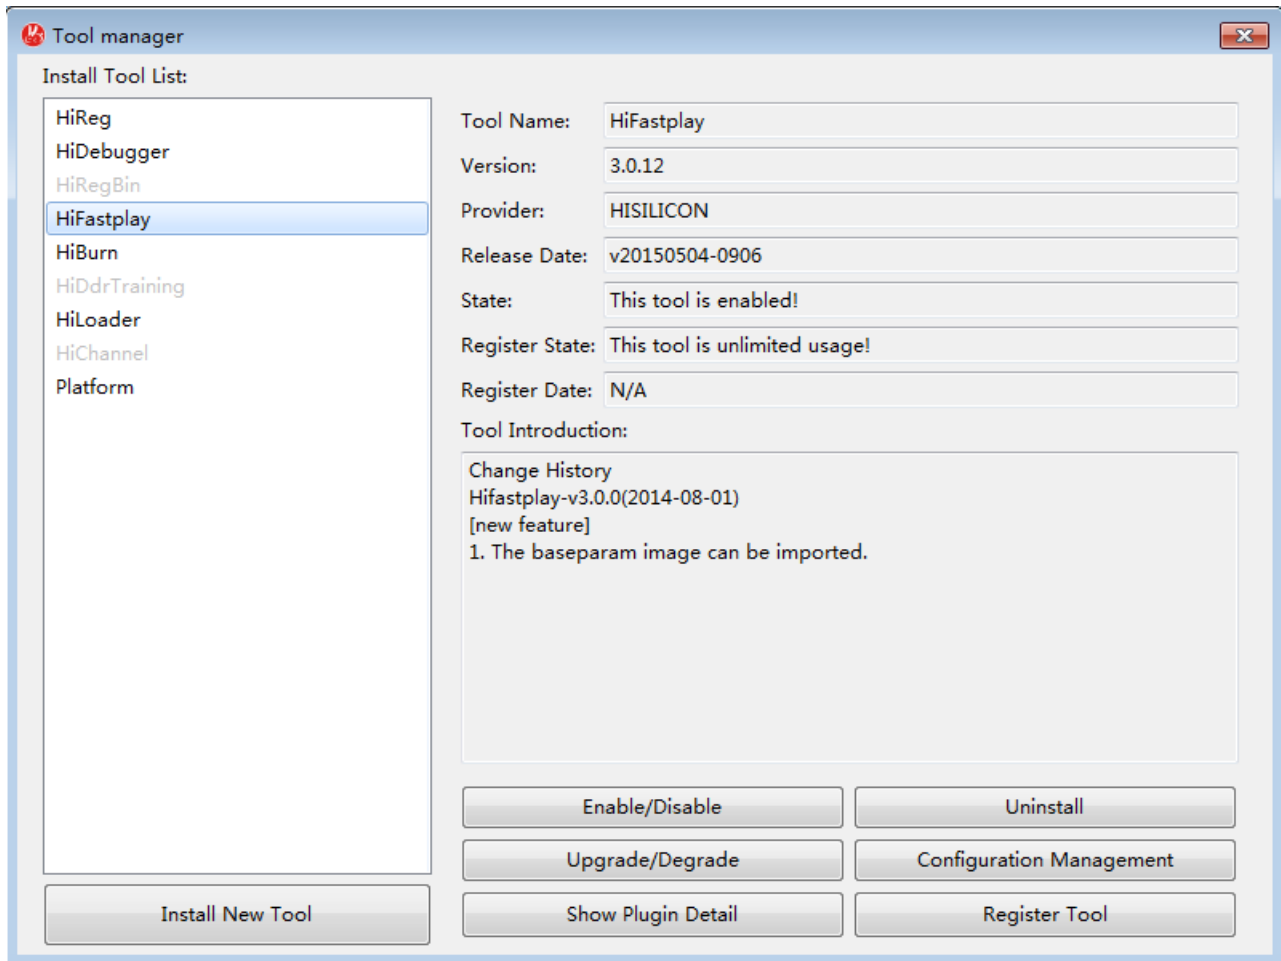 Tool manager
Install Tool List:
HiReg
HiDebugger
HiRegBin
HiFastplay
HiBurn
HiDdrTraining
HiLoader
HiChannel
Platform
Install New Tool
Tool Name: HiFastplay
Version: 3.0.12
Provider: HISILICON
Release Date: v20150504-0906
State: This tool is enabled!
Register State: This tool is unlimited usage!
Register Date: N/A
Tool Introduction:
Change History
Hifastplay-v3.0.0(2014-08-01)
[new feature]
1. The baseparam image can be imported.
Enable/Disable Uninstall
Upgrade/Degrade Configuration Management
Show Plugin Detail Register Tool